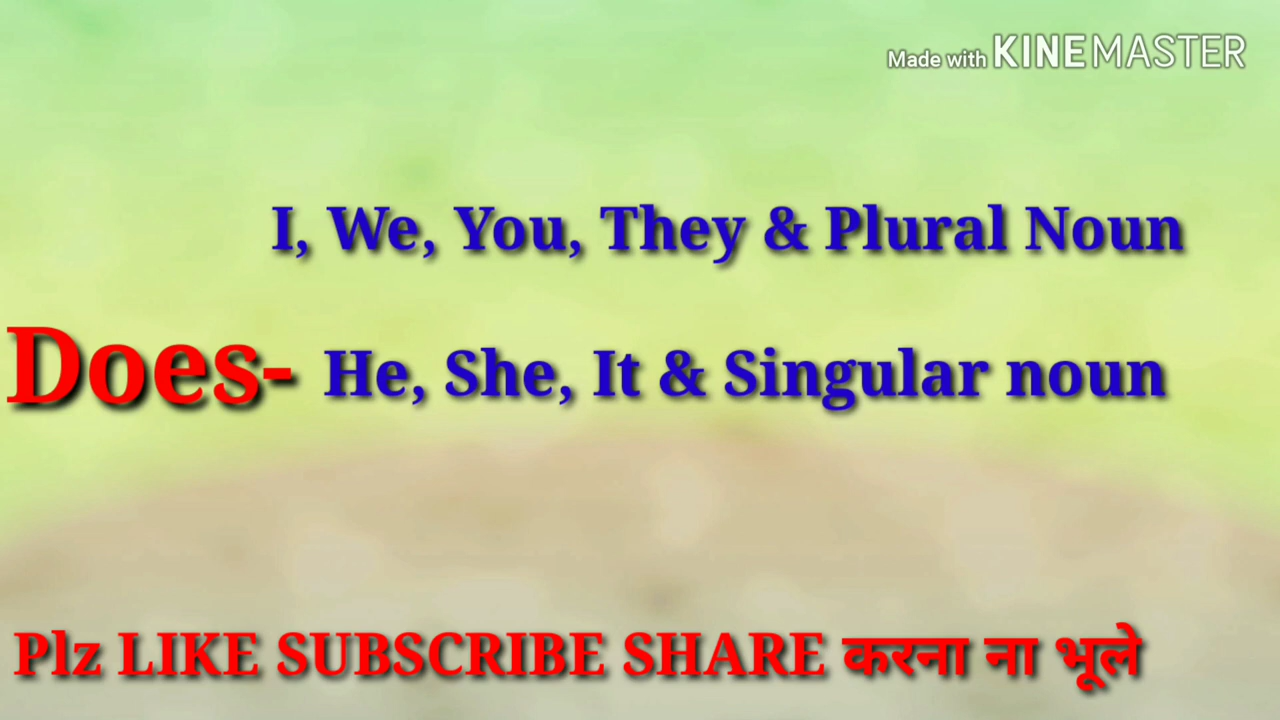 Made with KINEMASTER
I, We, You, They & Plural Noun
Does- He, She, It & Singular noun
Plz LIKE SUBSCRIBE SHARE करना ना भूले